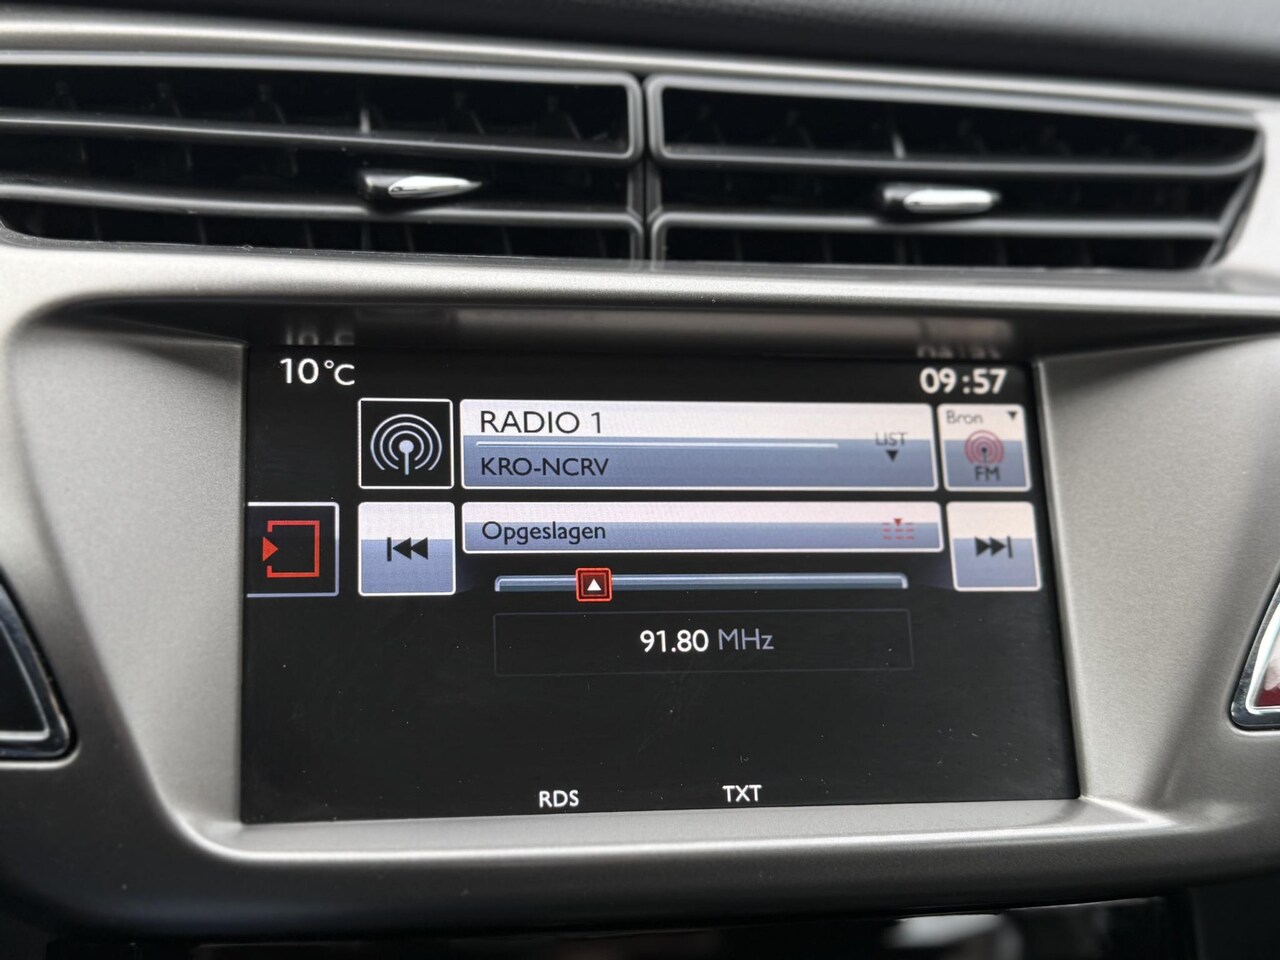 10°C
09:57
RADIO 1
LIST
KRO-NCRV
Bron
FM
Opgeslagen
91.80 MHz
RDS
TXT